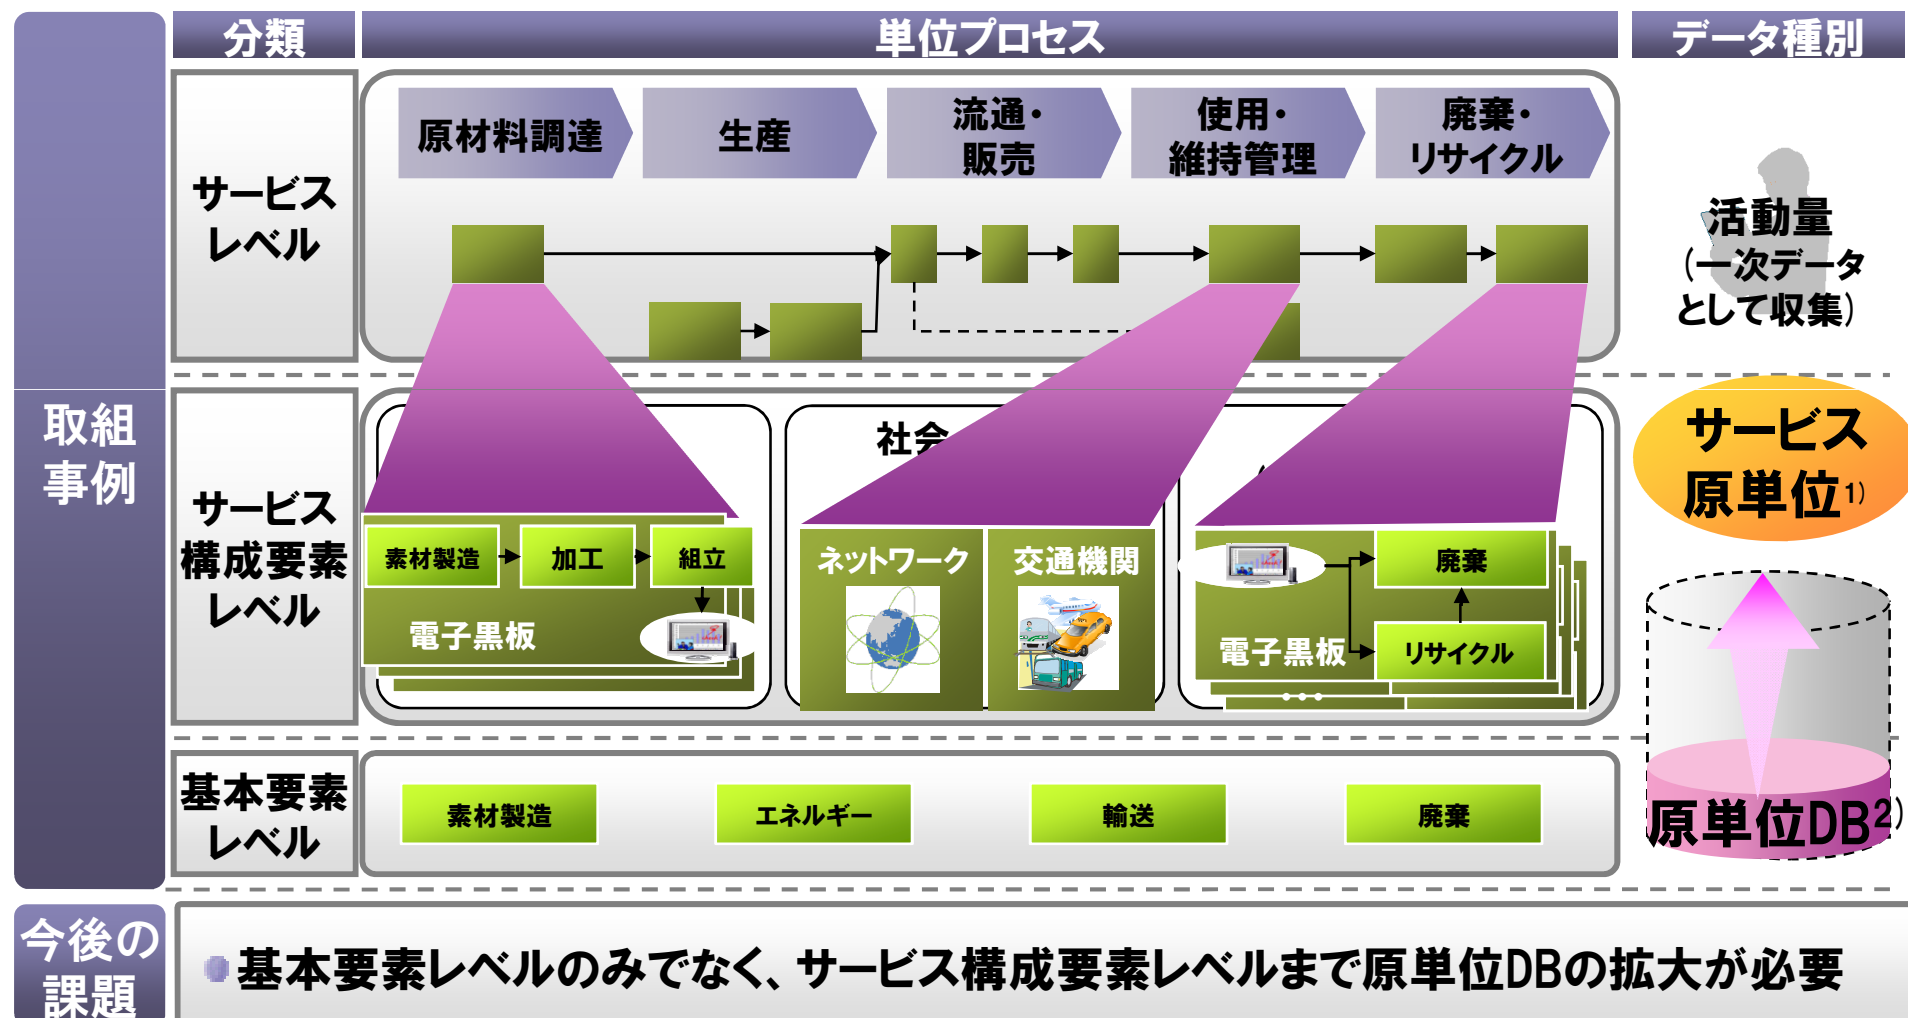 分類
単位プロセス
データ種別
取組
事例
サービス
レベル
原材料調達
生産
流通・
販売
使用・
維持管理
廃棄・
リサイクル
活動量
(一次データ
として収集)
サービス
構成要素
レベル
社会
素材製造
加工
組立
電子黒板
ネットワーク
交通機関
廃棄
リサイクル
電子黒板
サービス
原単位1)
基本要素
レベル
素材製造
エネルギー
輸送
廃棄
原単位DB2)
今後の
課題
基本要素レベルのみでなく、サービス構成要素レベルまで原単位DBの拡大が必要